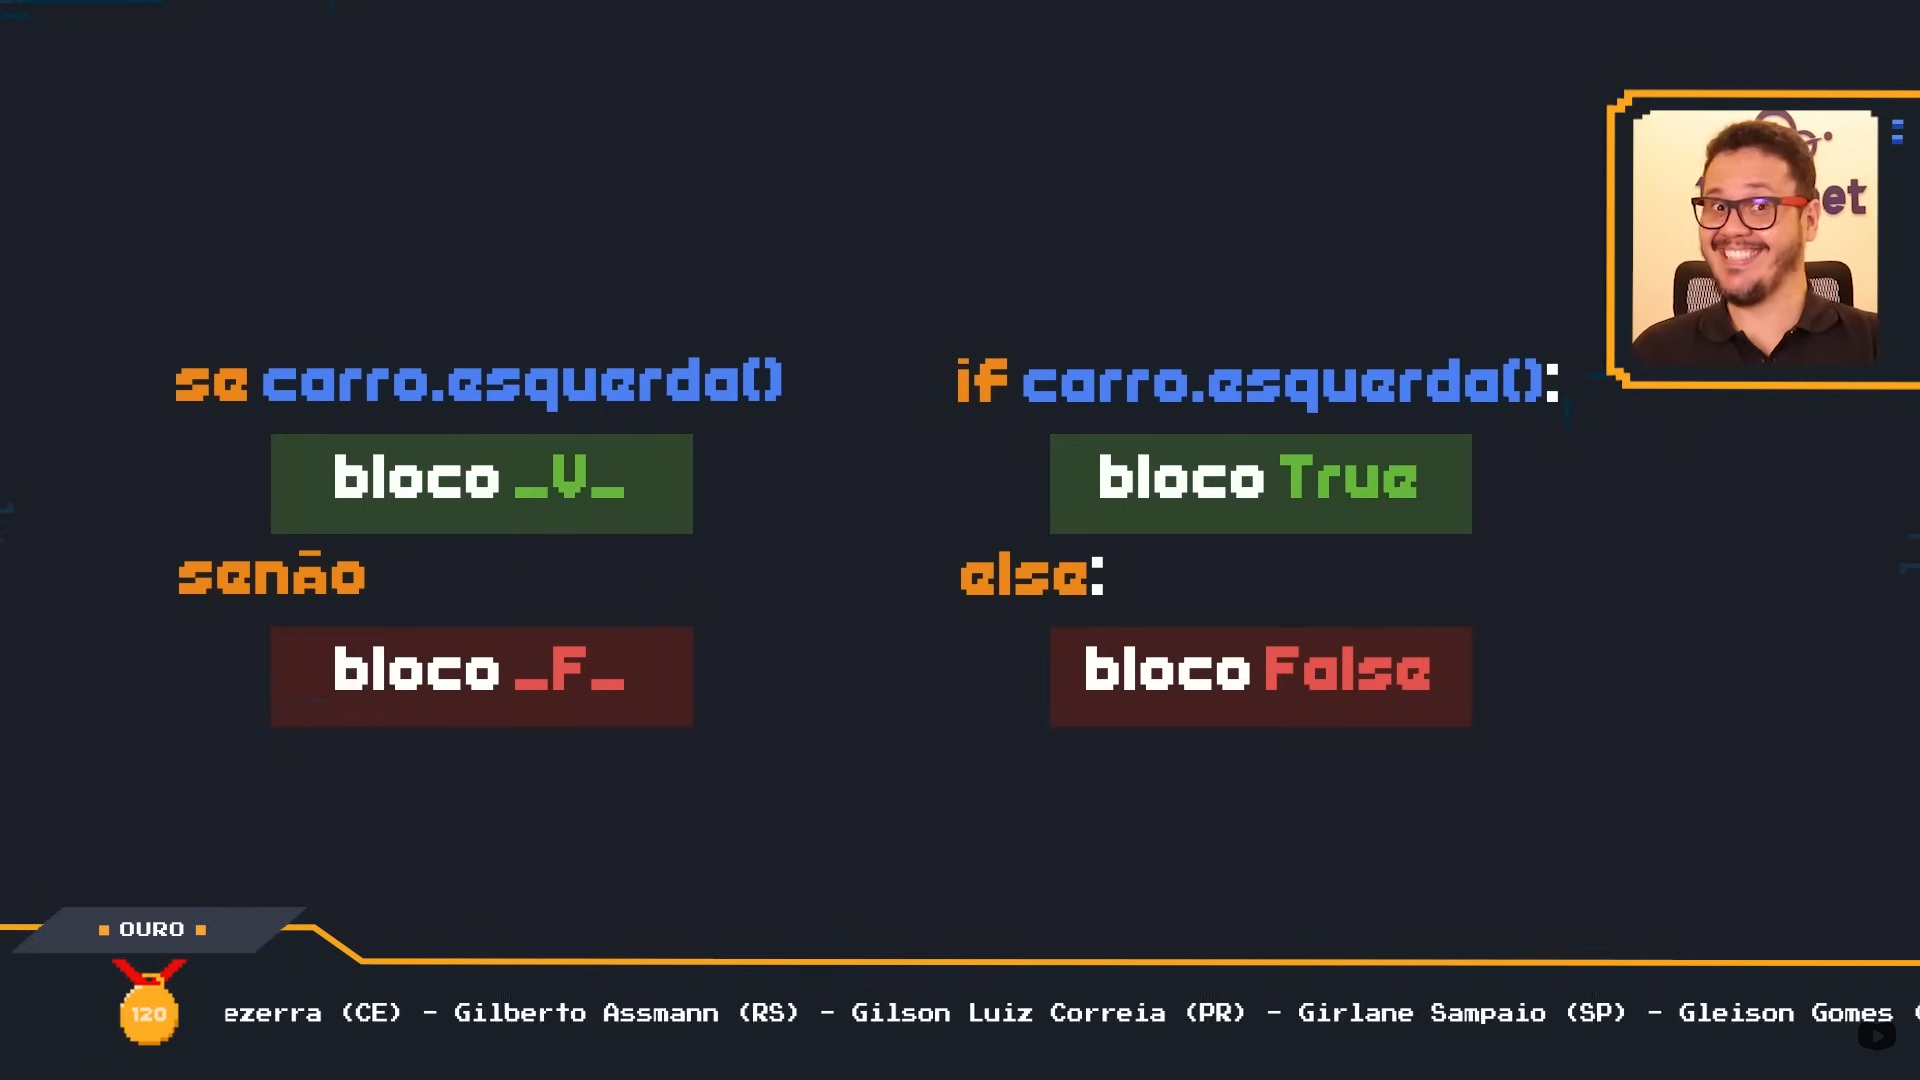 se carro.esquerda()
bloco _V_
senão
bloco _F_
if carro.esquerda():
bloco True
else:
bloco False
et
OURO
120
ezerra (CE) - Gilberto Assmann (RS) - Gilson Luiz Correia (PR) - Girlane Sampaio (SP) - Gleison Gomes (